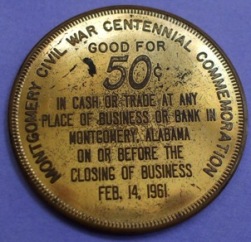 MONTGOMERY CIVIL WAR CENTENNIAL COMMEMORATION
GOOD FOR
50¢
IN CASH OR TRADE AT ANY
PLACE OF BUSINESS OR BANK IN
MONTGOMERY, ALABAMA
ON OR BEFORE THE
CLOSING OF BUSINESS
FEB. 14, 1961